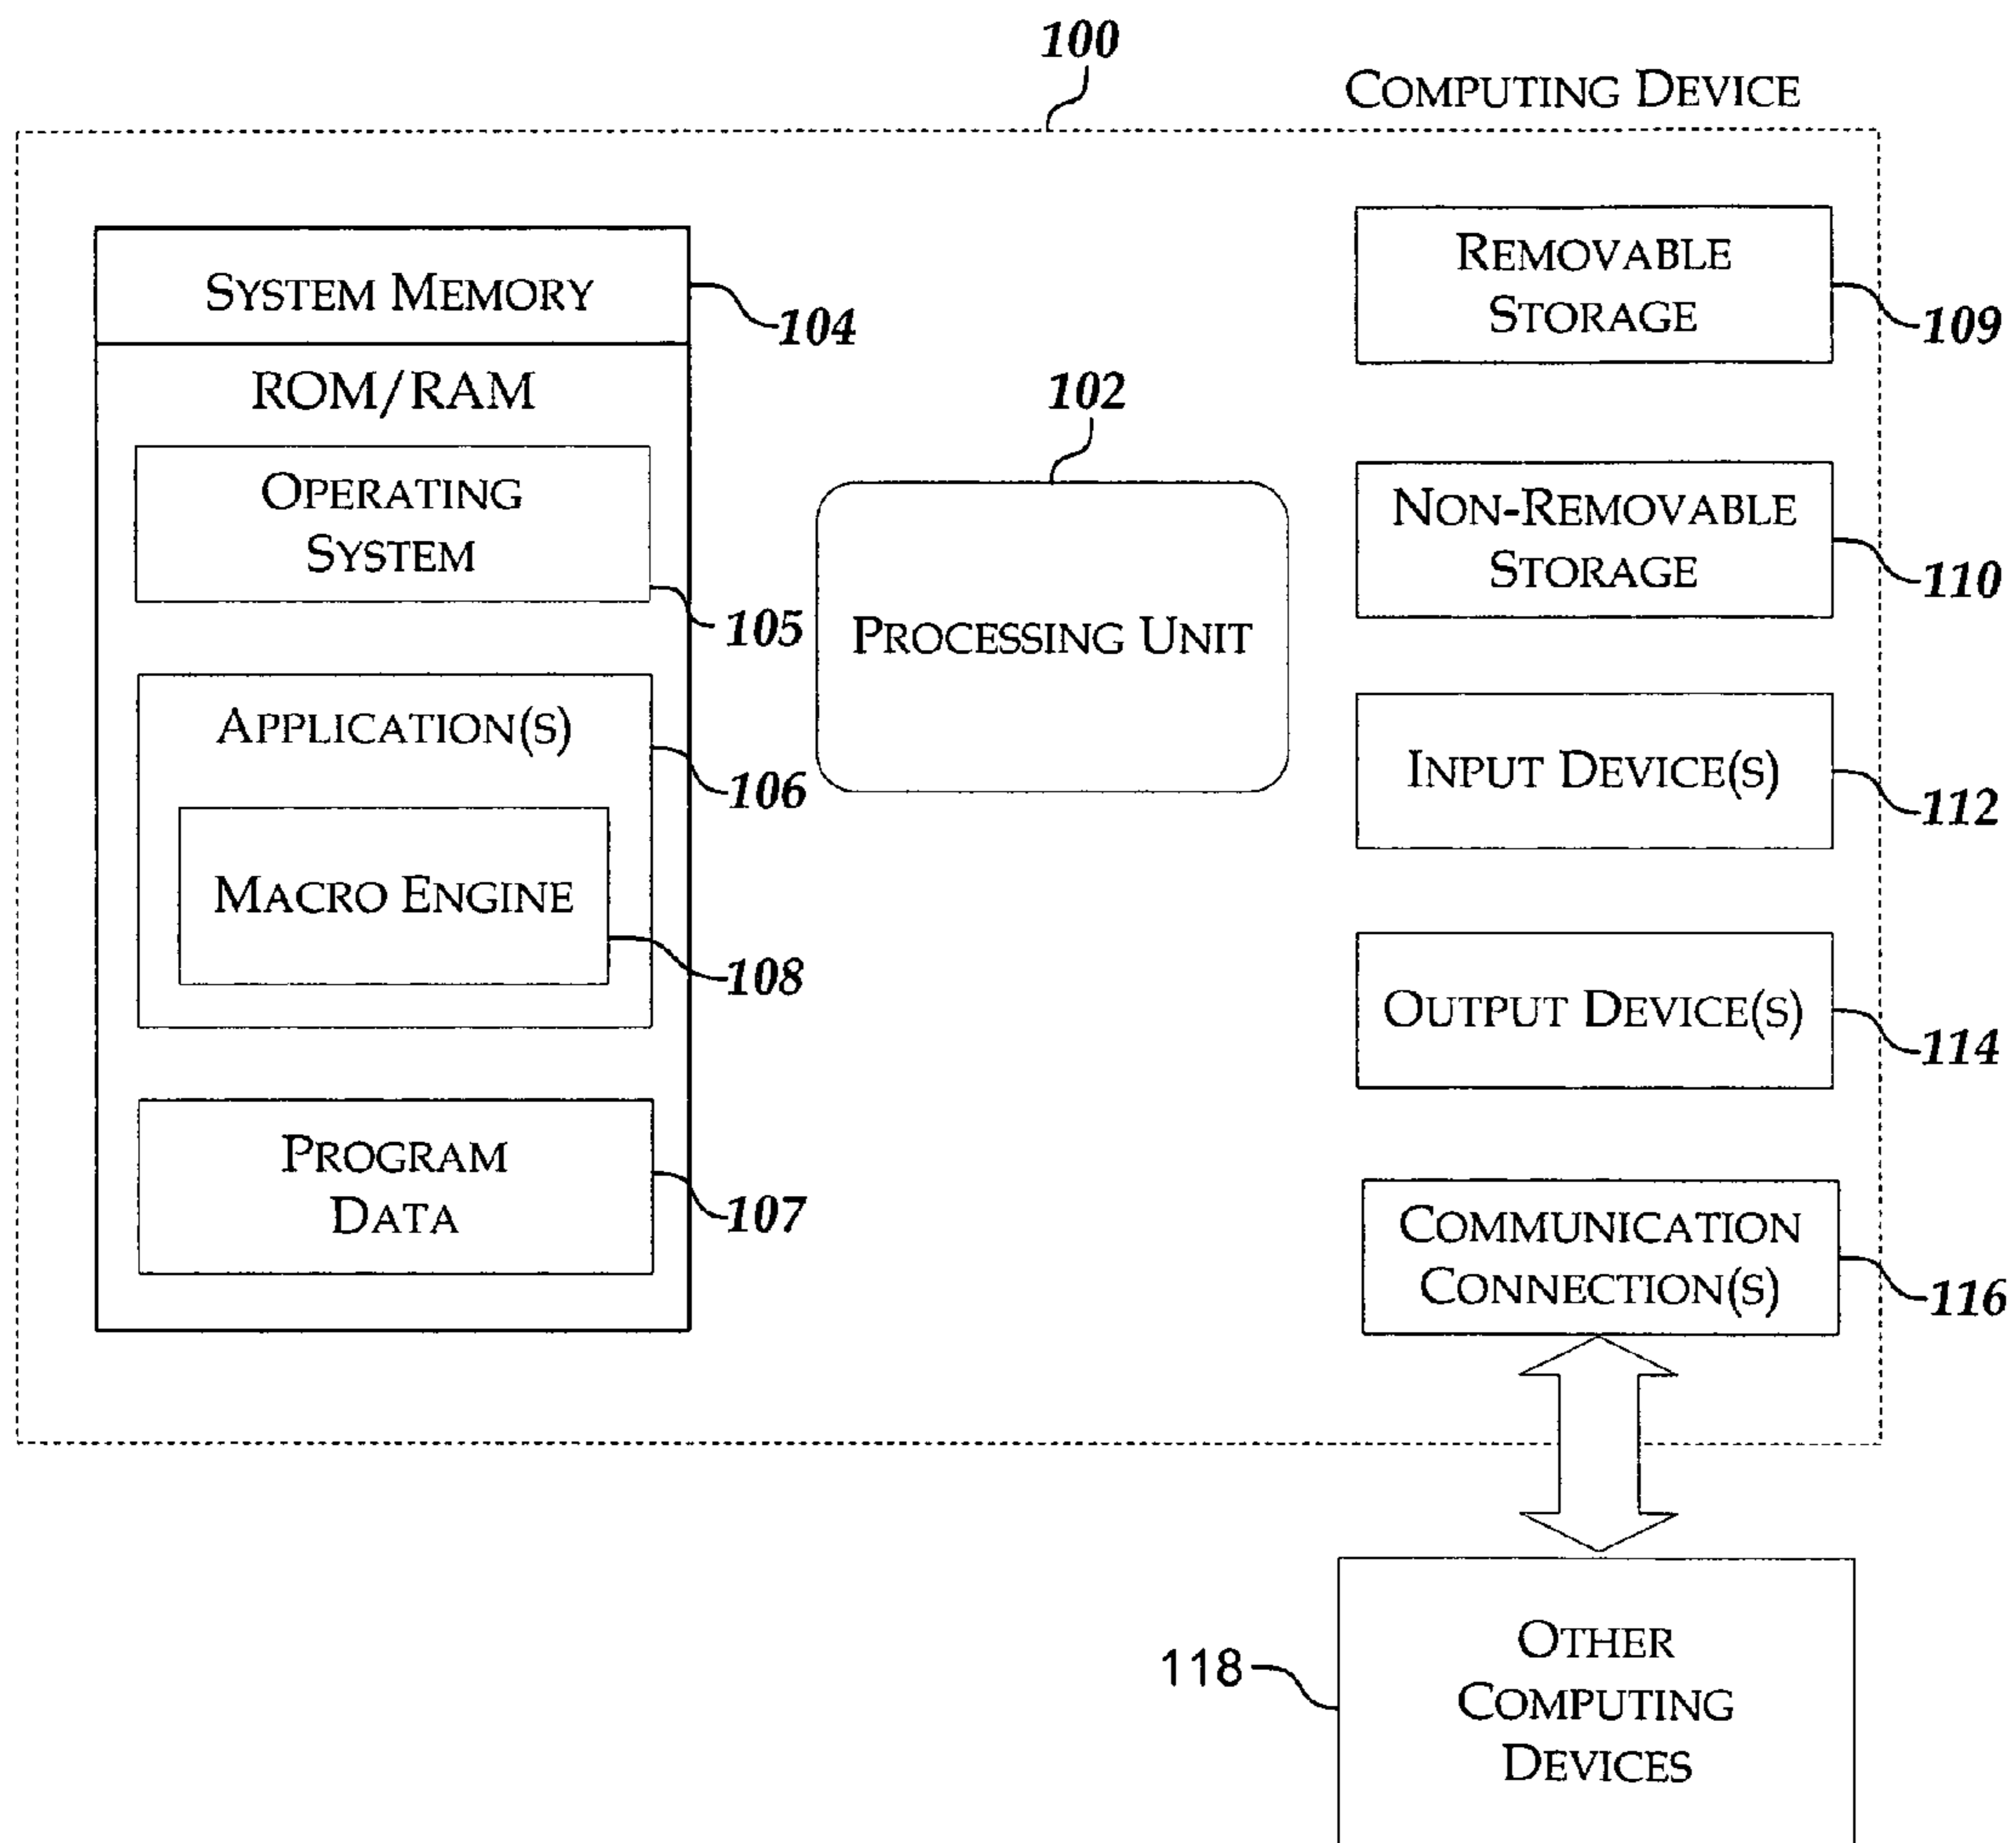 100
COMPUTING DEVICE
SYSTEM MEMORY
104
ROM/RAM
OPERATING
SYSTEM
105
APPLICATION(S)
106
MACRO ENGINE
108
PROGRAM
DATA
107
102
PROCESSING UNIT
REMOVABLE
STORAGE
109
NON-REMOVABLE
STORAGE
110
INPUT DEVICE(S)
112
OUTPUT DEVICE(S)
114
COMMUNICATION
CONNECTION(S)
116
118
OTHER
COMPUTING
DEVICES